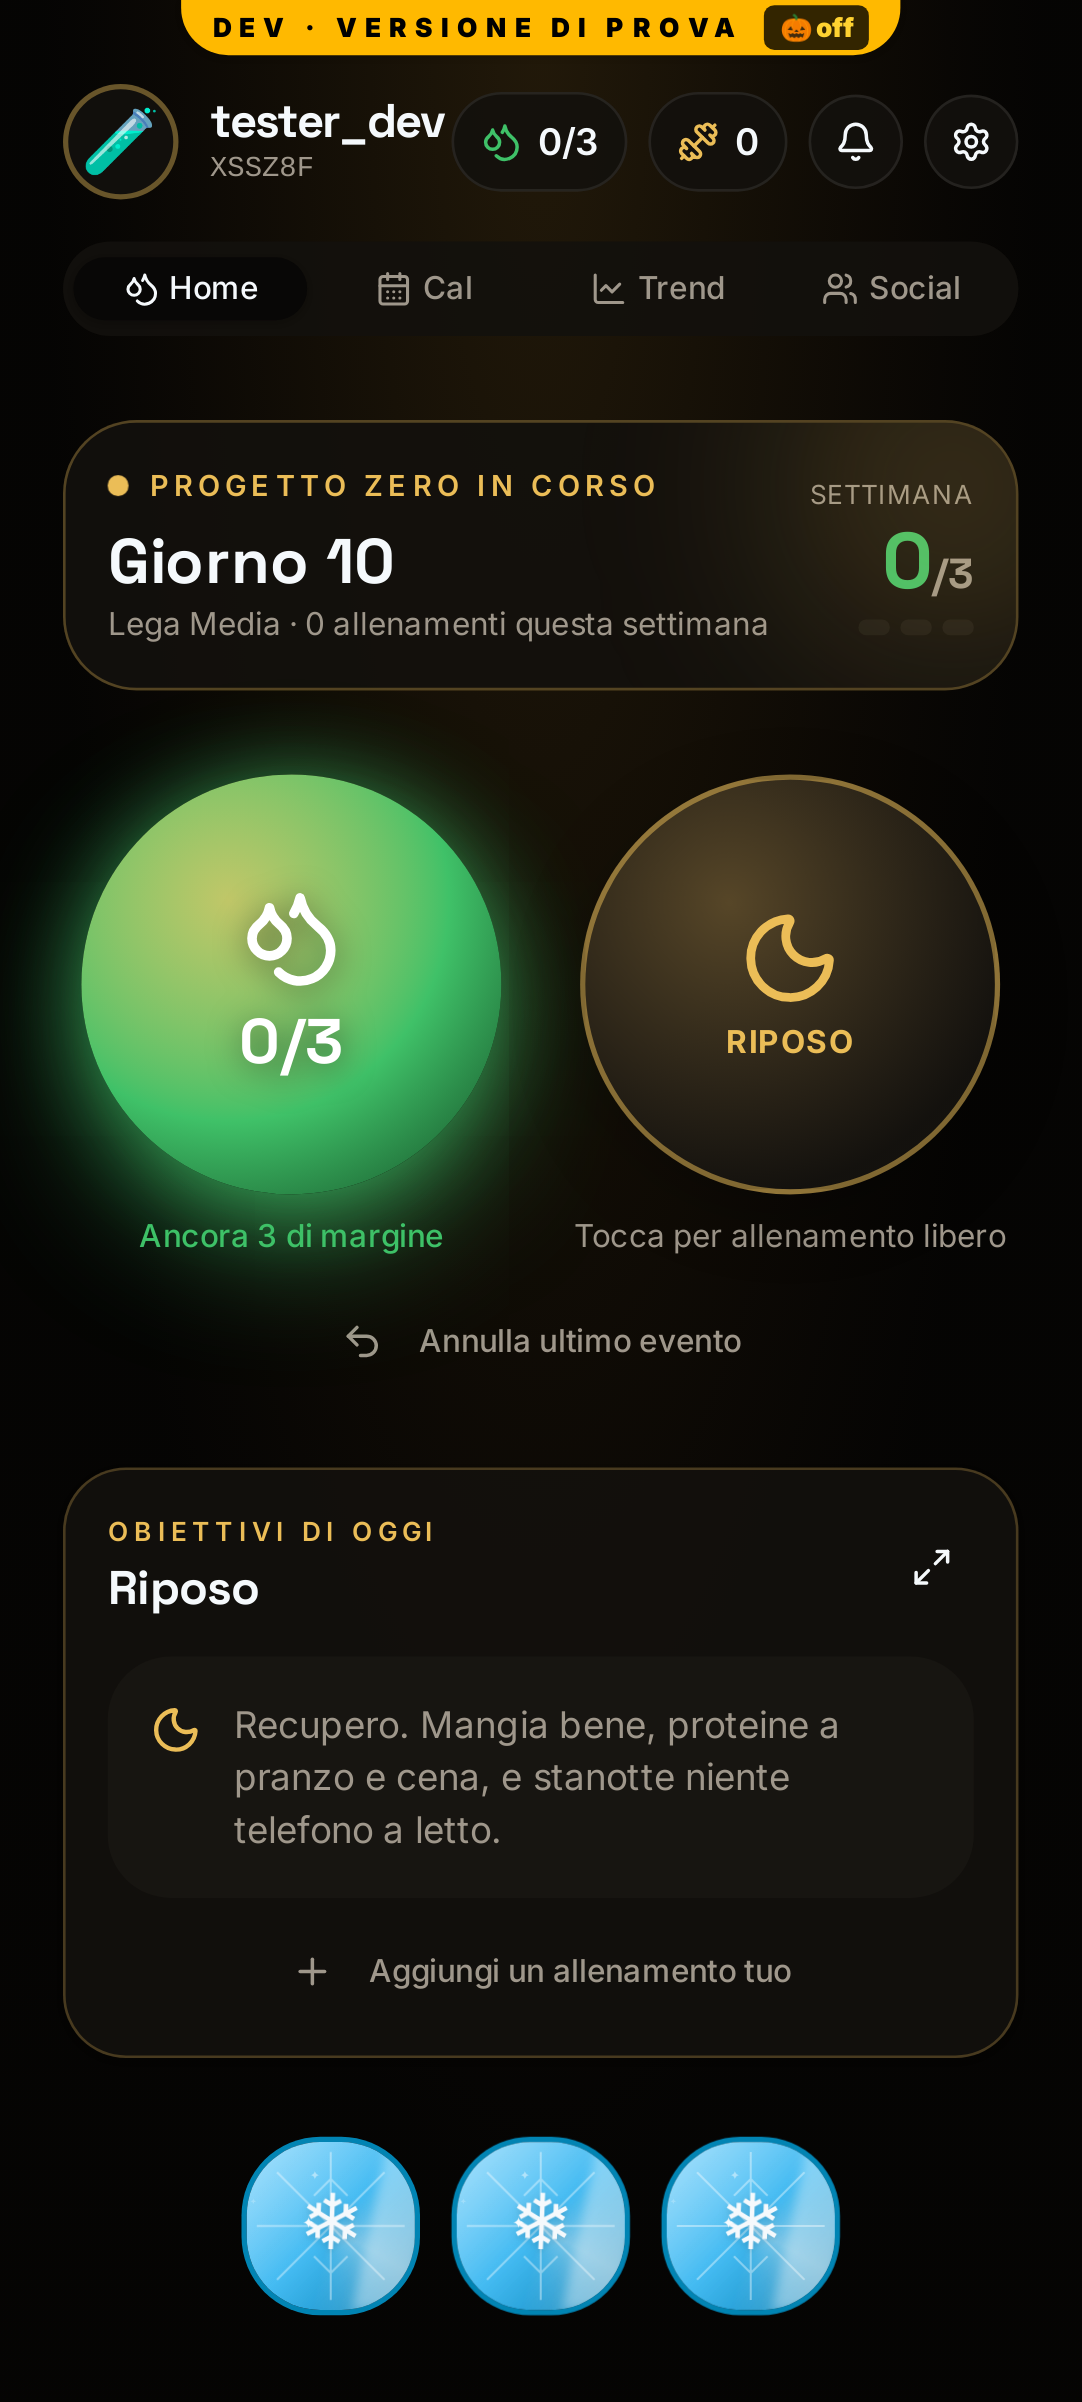 DEV · VERSIONE DI PROVA 🎃off
tester_dev
XSSZ8F
0/3
0
Home
Cal
Trend
Social
PROGETTO ZERO IN CORSO
Giorno 10
Lega Media · 0 allenamenti questa settimana
SETTIMANA
0/3
0/3
Ancora 3 di margine
RIPOSO
Tocca per allenamento libero
Annulla ultimo evento
OBIETTIVI DI OGGI
Riposo
Recupero. Mangia bene, proteine a
pranzo e cena, e stanotte niente
telefono a letto.
Aggiungi un allenamento tuo